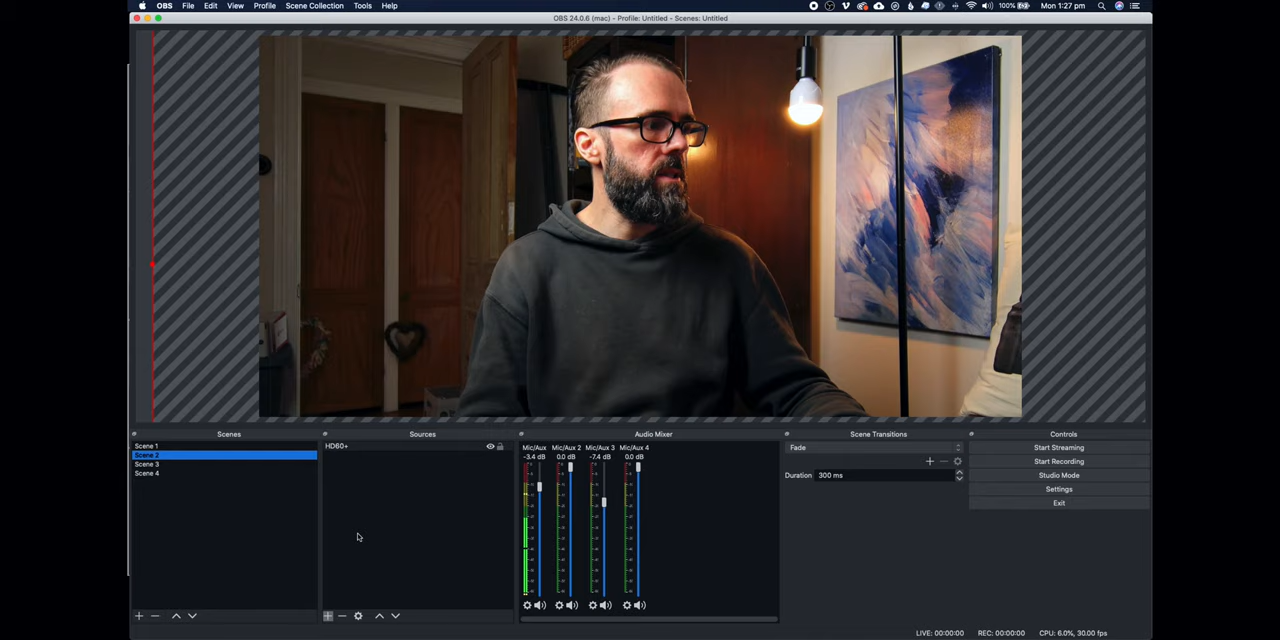 OBS File Edit View Profile Scene Collection Tools Help
100% Mon 1:27 pm
OBS 24.0.6 (mac) - Profile: Untitled - Scenes: Untitled
Scenes
Scene 1
Scene 2
Scene 3
Scene 4
Sources
HD60+
Audio Mixer
Mic/Aux Mic/Aux 2 Mic/Aux 3 Mic/Aux 4
-3.4 dB 0.0 dB -7.4 dB 0.0 dB
Scene Transitions
Fade
Duration 300 ms
Controls
Start Streaming
Start Recording
Studio Mode
Settings
Exit
LIVE: 00:00:00 REC: 00:00:00 CPU: 6.0%, 30.00 fps